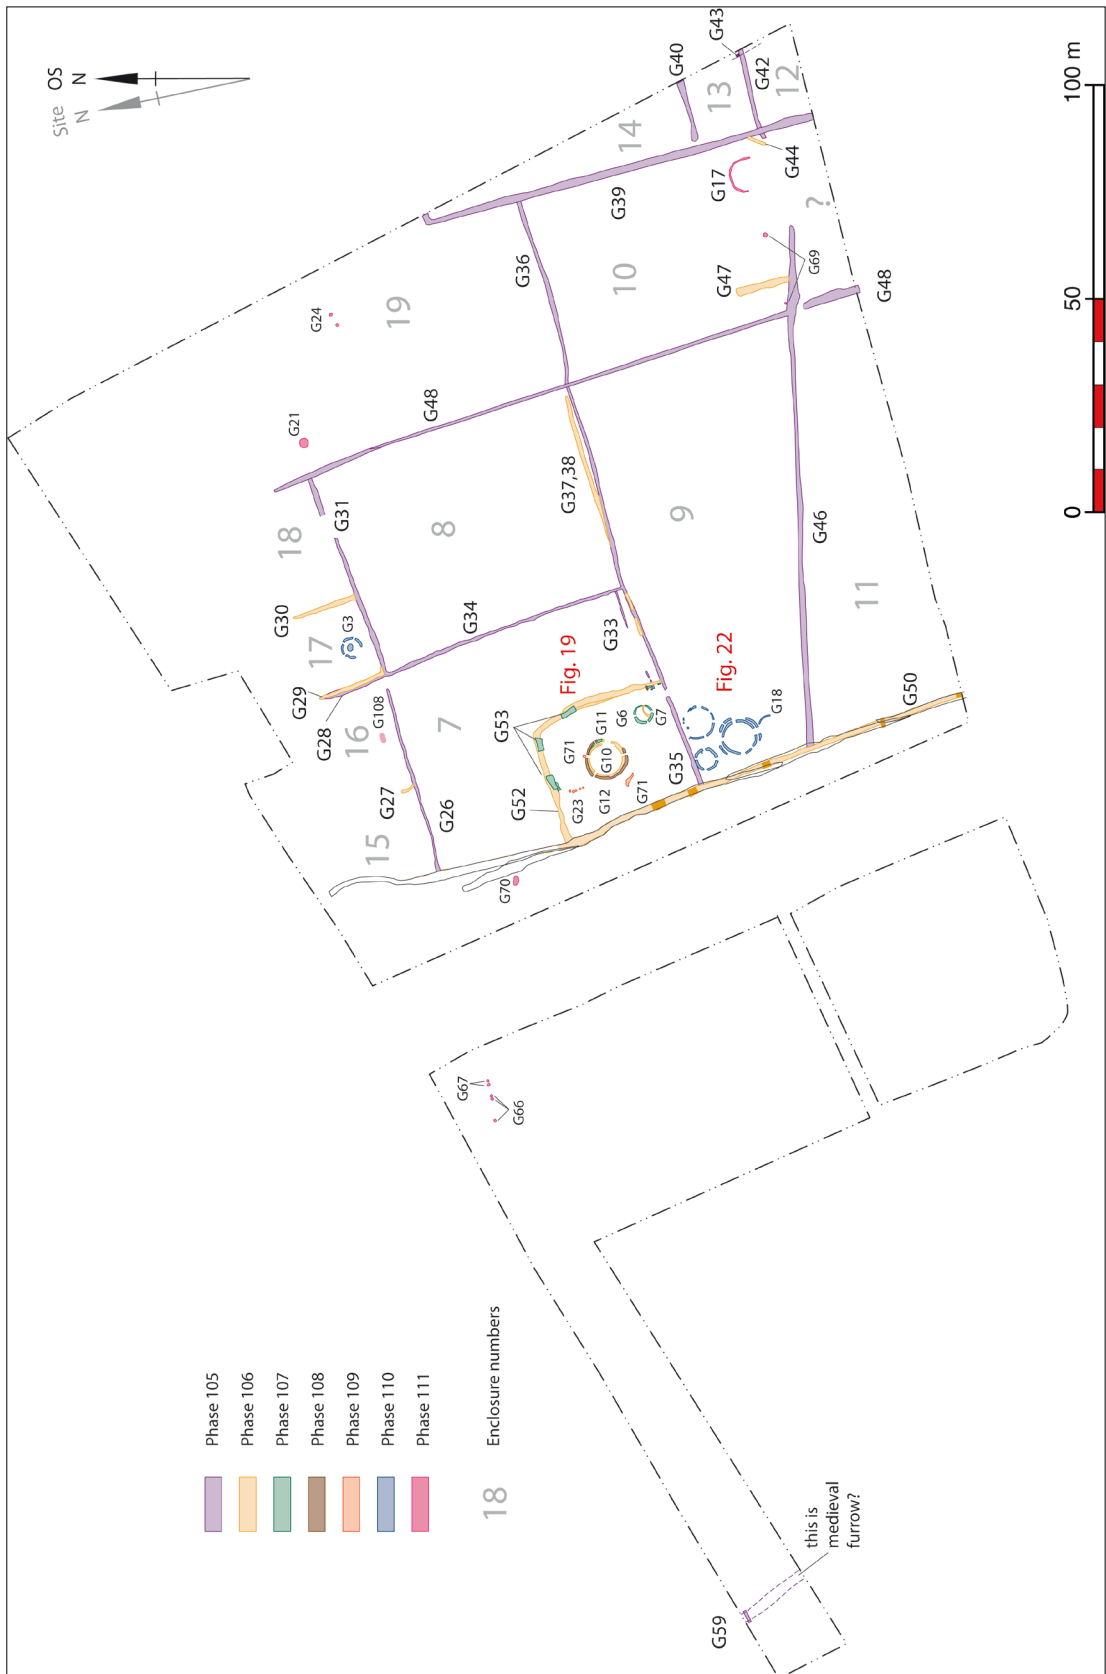 Site
N
OS
N
G43
G40
G42
12
13
14
100 m
G44
G17
G39
?
G36
10
G69
G47
G48
50
G24
19
G21
G48
G37,38
9
18
G31
8
G46
0
11
G30
G3
17
G34
G33
Fig. 19
Fig. 22
G29
G28
G108
16
7
G53
G11
G6
G7
G18
G50
G71
G10
G35
G27
G26
G52
G23
G12
G71
15
G70
G67
G66
Phase 105
Phase 106
Phase 107
Phase 108
Phase 109
Phase 110
Phase 111
18
Enclosure numbers
this is
medieval
furrow?
G59